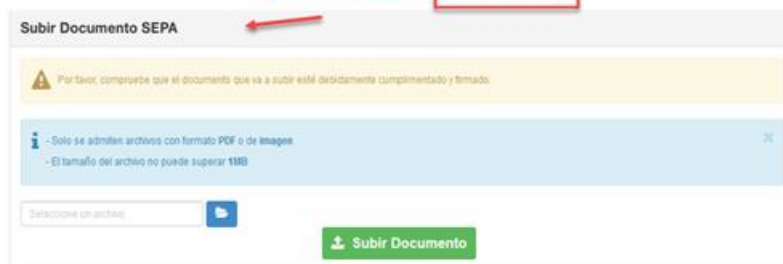 Subir Documento SEPA
Por favor, compruebe que el documento que va a subir esté debidamente cumplimentado y firmado.
- Solo se admiten archivos con formato PDF o de imagen
- El tamaño del archivo no puede superar 1MB
Seleccione un archivo
Subir Documento